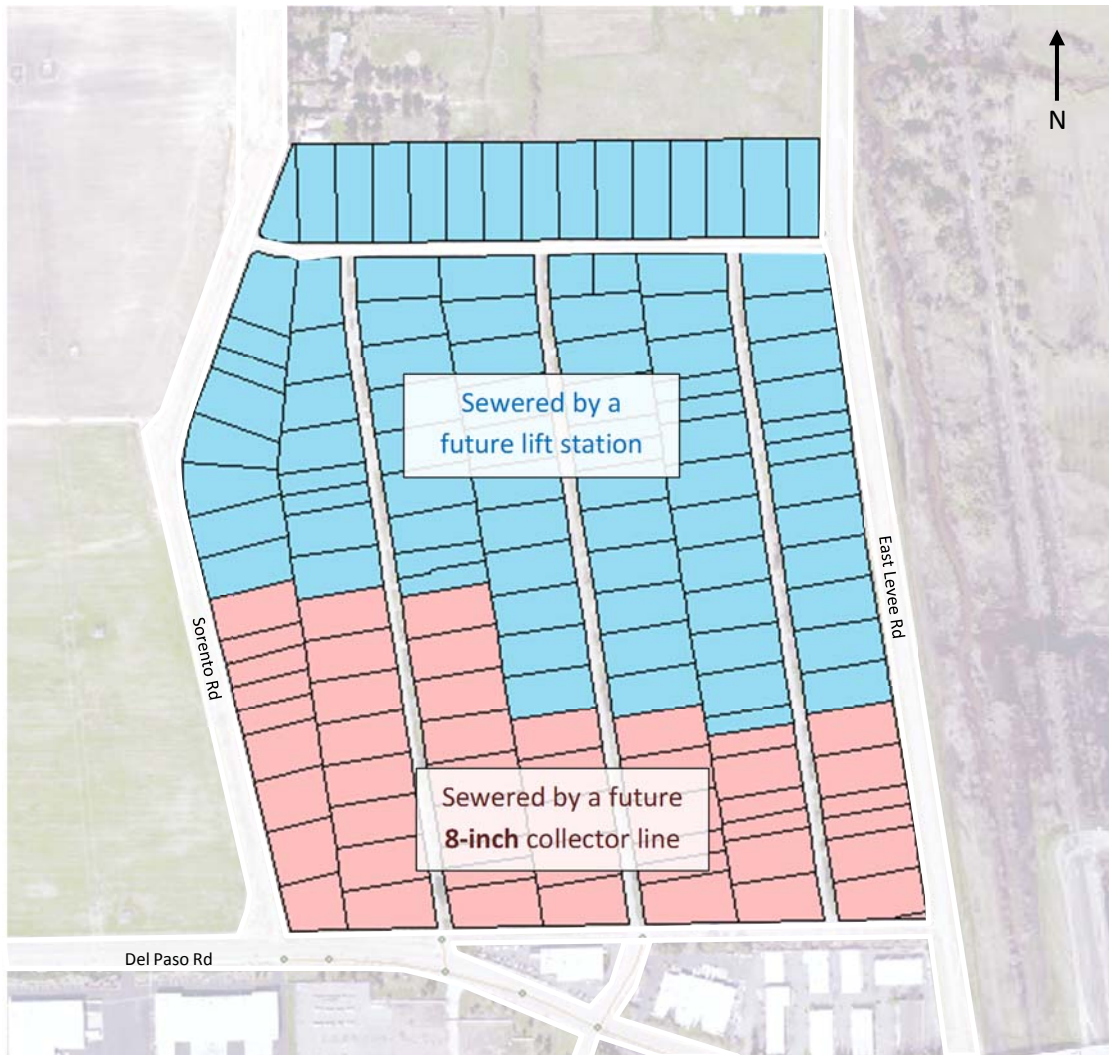 N
Sewered by a
future lift station
East Levee Rd
Sorento Rd
Sewered by a future
8-inch collector line
Del Paso Rd